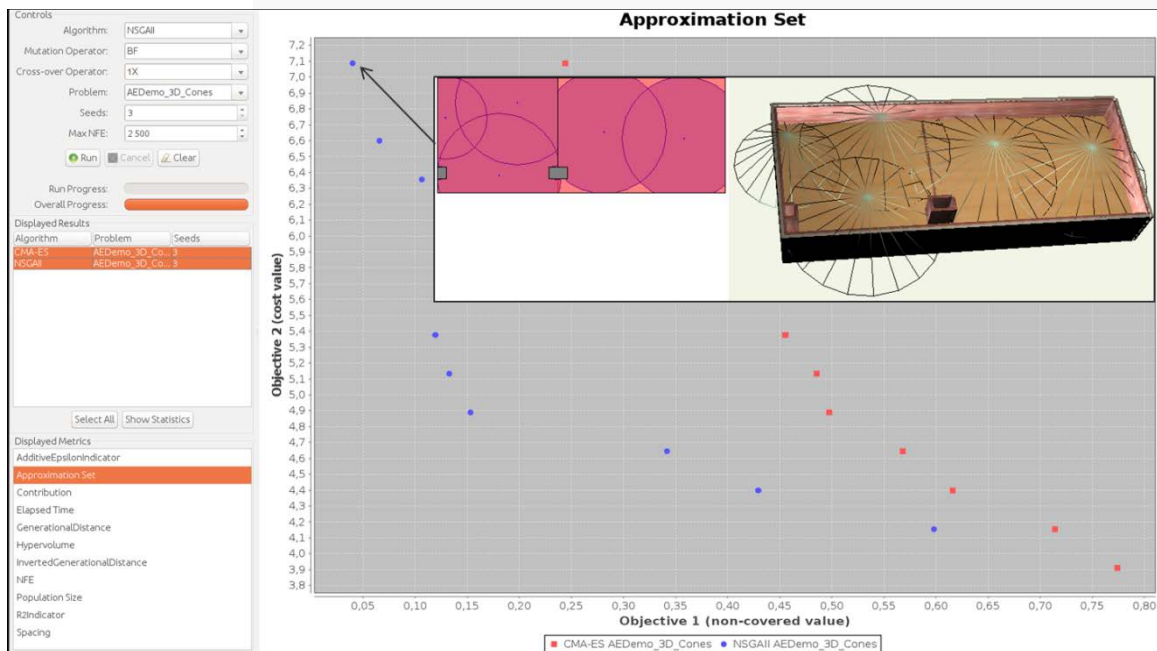 Controls
Algorithm: NSGAII
Mutation Operator: BF
Cross-over Operator: 1X
Problem: AEDemo_3D_Cones
Seeds: 3
Max NFE: 2 500
Run Cancel Clear
Run Progress:
Overall Progress:
Displayed Results
Algorithm Problem Seeds
CMA-ES AEDemo_3D_Co... 3
NSGAII AEDemo_3D_Co... 3
Select All Show Statistics
Displayed Metrics
AdditiveEpsilonIndicator
Approximation Set
Contribution
Elapsed Time
GenerationalDistance
Hypervolume
InvertedGenerationalDistance
NFE
Population Size
R2Indicator
Spacing
Approximation Set
Objective 2 (cost value)
7,2
7,1
7,0
6,8
6,7
6,6
6,5
6,4
6,3
6,2
6,1
6,0
5,9
5,8
5,7
5,6
5,4
5,3
5,2
5,1
5,0
4,9
4,8
4,7
4,6
4,5
4,4
4,3
4,2
4,1
4,0
3,9
3,8
0,05 0,10 0,15 0,20 0,25 0,30 0,35 0,40 0,45 0,50 0,55 0,60 0,65 0,70 0,75 0,80
Objective 1 (non-covered value)
CMA-ES AEDemo_3D_Cones NSGAII AEDemo_3D_Cones